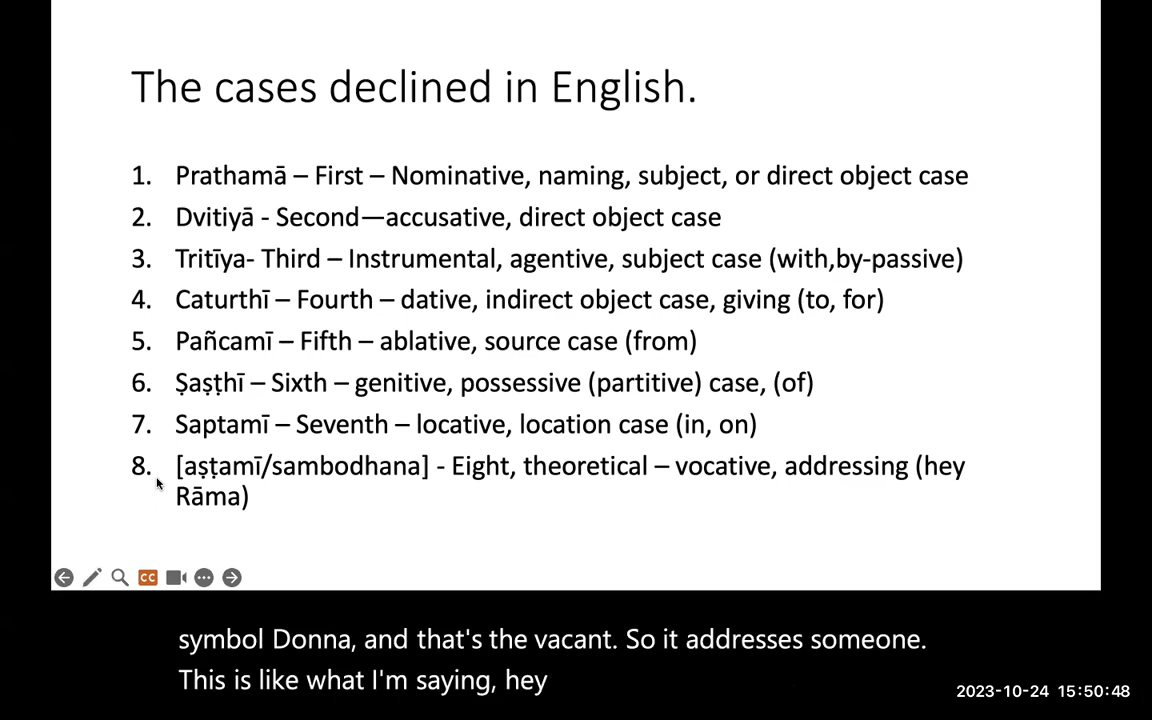 The cases declined in English.
1. Prathamā – First – Nominative, naming, subject, or direct object case
2. Dvitiyā - Second—accusative, direct object case
3. Tritīya- Third – Instrumental, agentive, subject case (with,by-passive)
4. Caturthī – Fourth – dative, indirect object case, giving (to, for)
5. Pañcamī – Fifth – ablative, source case (from)
6. Ṣaṣṭhī – Sixth – genitive, possessive (partitive) case, (of)
7. Saptamī – Seventh – locative, location case (in, on)
8. [aṣṭamī/sambodhana] - Eight, theoretical – vocative, addressing (hey
Rāma)
CC
symbol Donna, and that's the vacant. So it addresses someone.
This is like what I'm saying, hey
2023-10-24 15:50:48